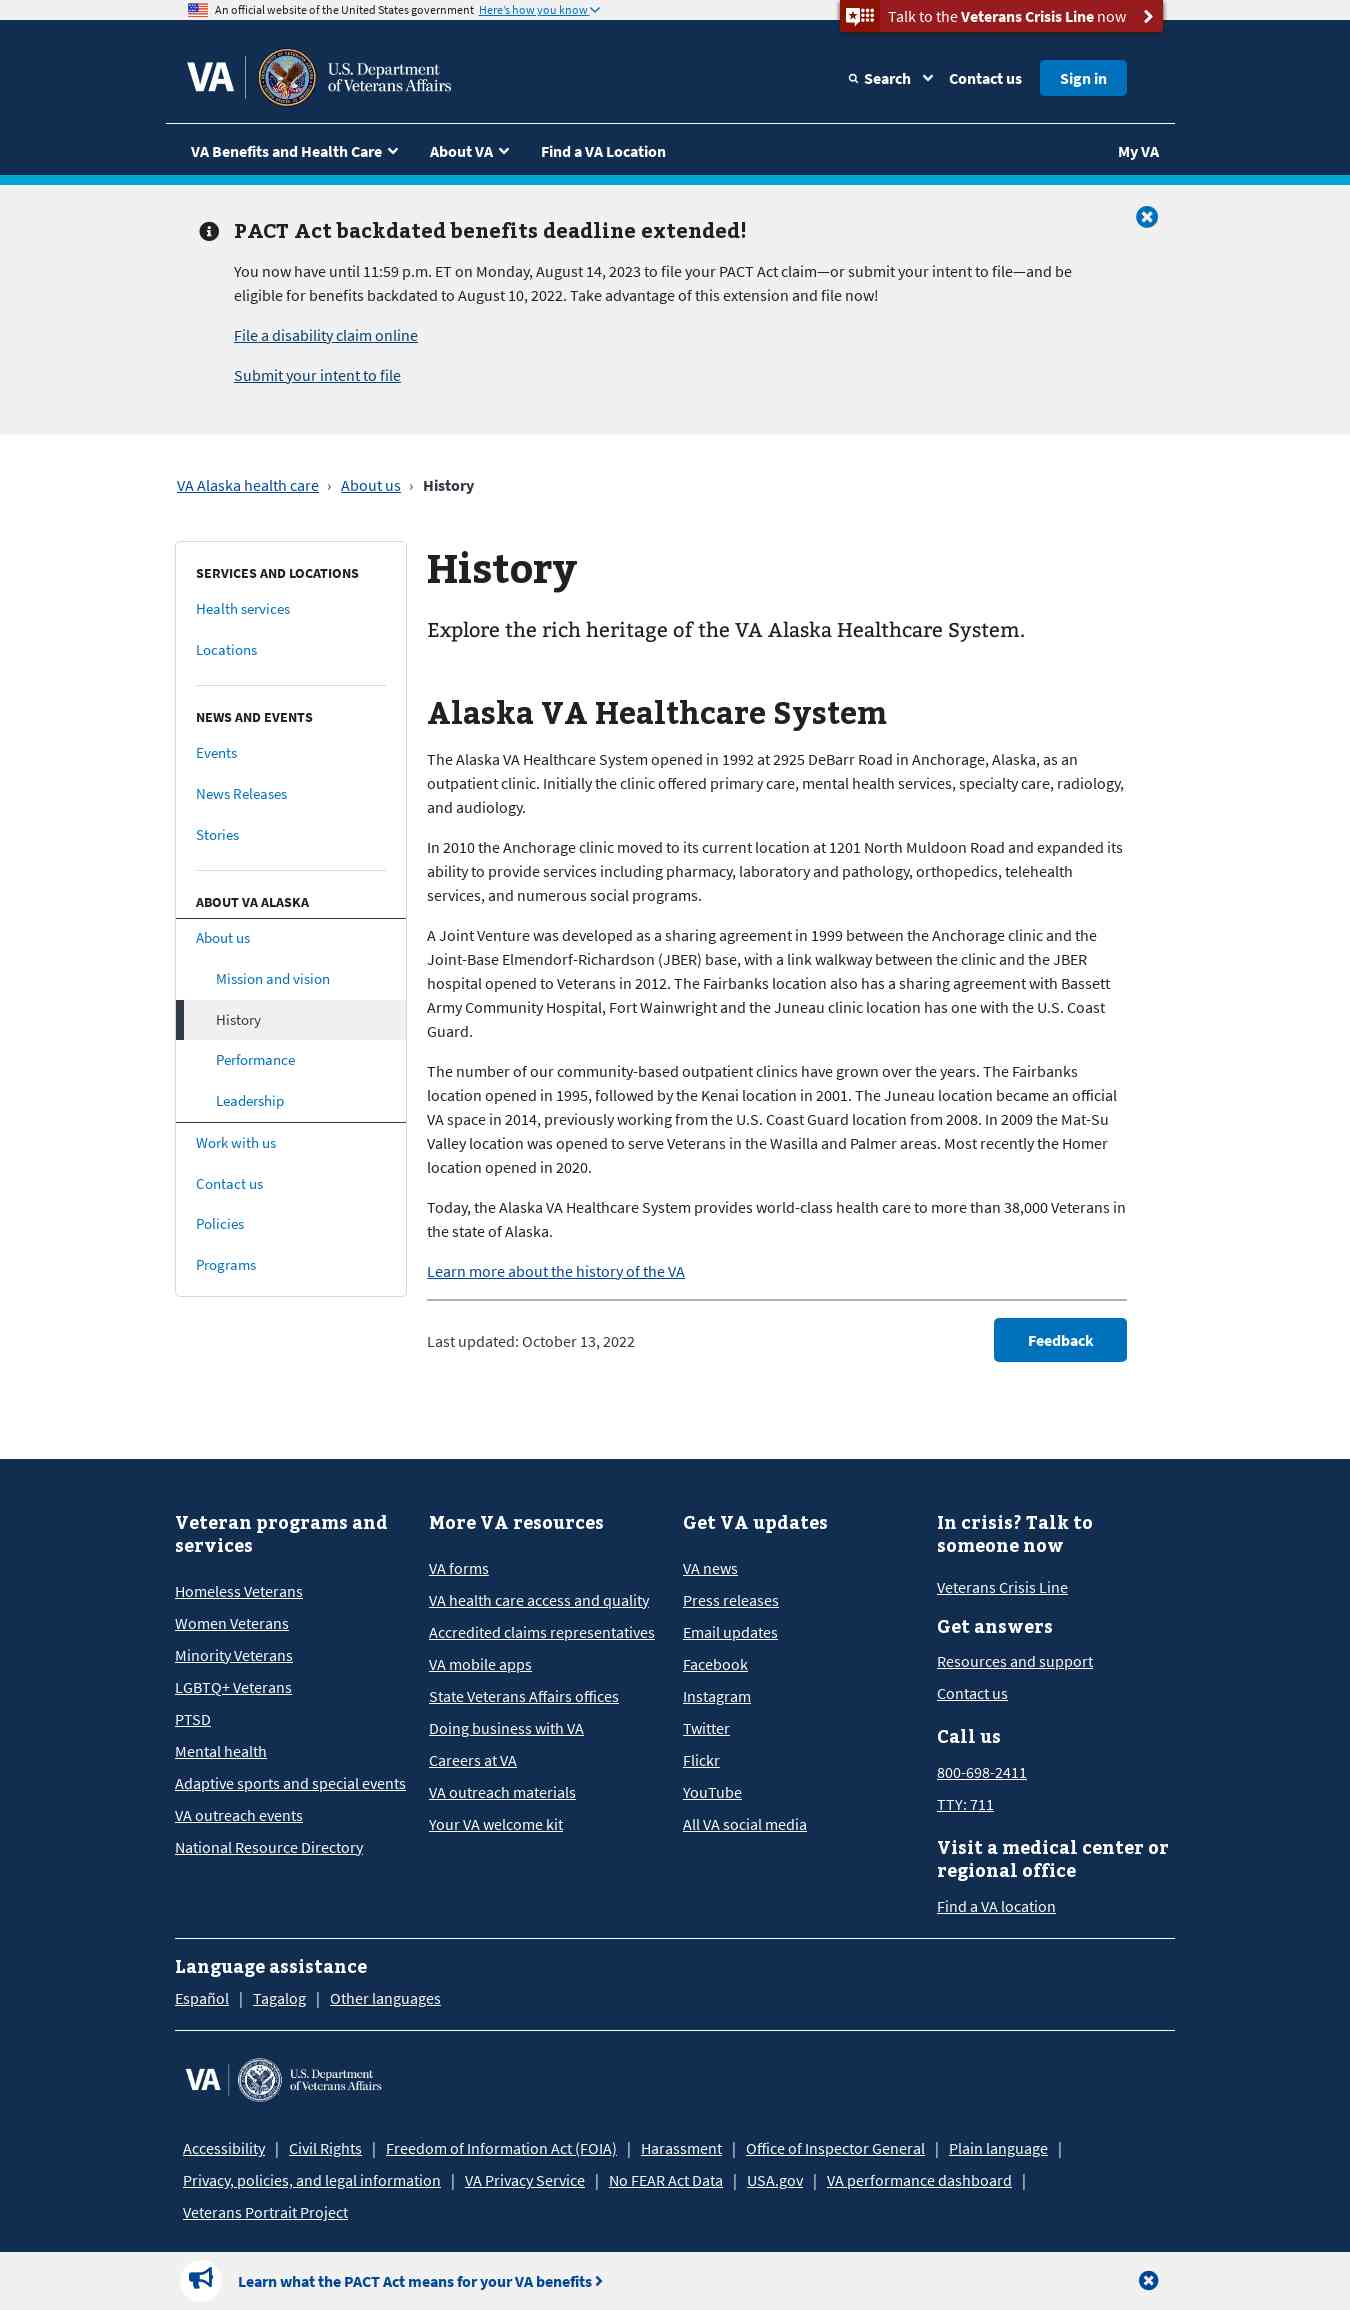 An official website of the United States government Here's how you know
Talk to the Veterans Crisis Line now
VA U.S. Department
of Veterans Affairs
Search
Contact us
Sign in
VA Benefits and Health Care
About VA
Find a VA Location
My VA
PACT Act backdated benefits deadline extended!
You now have until 11:59 p.m. ET on Monday, August 14, 2023 to file your PACT Act claim—or submit your intent to file—and be
eligible for benefits backdated to August 10, 2022. Take advantage of this extension and file now!
File a disability claim online
Submit your intent to file
VA Alaska health care › About us › History
SERVICES AND LOCATIONS
Health services
Locations
NEWS AND EVENTS
Events
News Releases
Stories
ABOUT VA ALASKA
About us
Mission and vision
History
Performance
Leadership
Work with us
Contact us
Policies
Programs
History
Explore the rich heritage of the VA Alaska Healthcare System.
Alaska VA Healthcare System
The Alaska VA Healthcare System opened in 1992 at 2925 DeBarr Road in Anchorage, Alaska, as an
outpatient clinic. Initially the clinic offered primary care, mental health services, specialty care, radiology,
and audiology.
In 2010 the Anchorage clinic moved to its current location at 1201 North Muldoon Road and expanded its
ability to provide services including pharmacy, laboratory and pathology, orthopedics, telehealth
services, and numerous social programs.
A Joint Venture was developed as a sharing agreement in 1999 between the Anchorage clinic and the
Joint-Base Elmendorf-Richardson (JBER) base, with a link walkway between the clinic and the JBER
hospital opened to Veterans in 2012. The Fairbanks location also has a sharing agreement with Bassett
Army Community Hospital, Fort Wainwright and the Juneau clinic location has one with the U.S. Coast
Guard.
The number of our community-based outpatient clinics have grown over the years. The Fairbanks
location opened in 1995, followed by the Kenai location in 2001. The Juneau location became an official
VA space in 2014, previously working from the U.S. Coast Guard location from 2008. In 2009 the Mat-Su
Valley location was opened to serve Veterans in the Wasilla and Palmer areas. Most recently the Homer
location opened in 2020.
Today, the Alaska VA Healthcare System provides world-class health care to more than 38,000 Veterans in
the state of Alaska.
Learn more about the history of the VA
Last updated: October 13, 2022
Feedback
Veteran programs and
services
Homeless Veterans
Women Veterans
Minority Veterans
LGBTQ+ Veterans
PTSD
Mental health
Adaptive sports and special events
VA outreach events
National Resource Directory
More VA resources
VA forms
VA health care access and quality
Accredited claims representatives
VA mobile apps
State Veterans Affairs offices
Doing business with VA
Careers at VA
VA outreach materials
Your VA welcome kit
Get VA updates
VA news
Press releases
Email updates
Facebook
Instagram
Twitter
Flickr
YouTube
All VA social media
In crisis? Talk to
someone now
Veterans Crisis Line
Get answers
Resources and support
Contact us
Call us
800-698-2411
TTY: 711
Visit a medical center or
regional office
Find a VA location
Language assistance
Español | Tagalog | Other languages
VA U.S. Department
of Veterans Affairs
Accessibility | Civil Rights | Freedom of Information Act (FOIA) | Harassment | Office of Inspector General | Plain language |
Privacy, policies, and legal information | VA Privacy Service | No FEAR Act Data | USA.gov | VA performance dashboard |
Veterans Portrait Project
Learn what the PACT Act means for your VA benefits